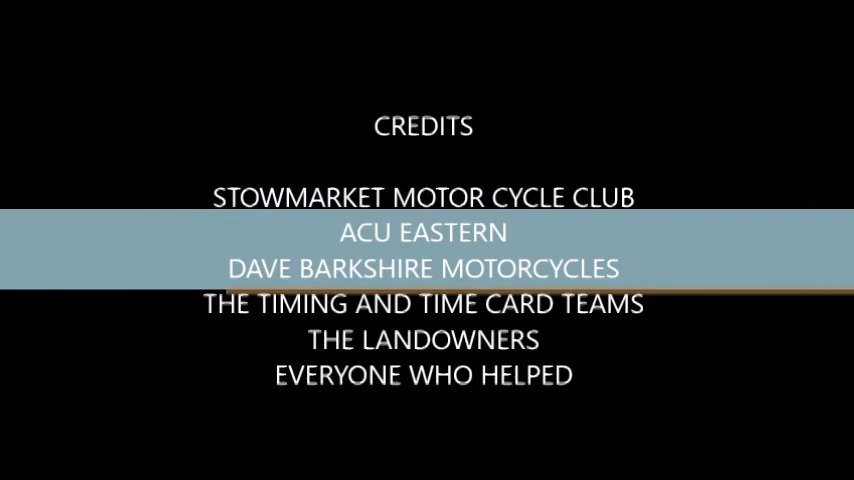 CREDITS
STOWMARKET MOTOR CYCLE CLUB
ACU EASTERN
DAVE BARKSHIRE MOTORCYCLES
THE TIMING AND TIME CARD TEAMS
THE LANDOWNERS
EVERYONE WHO HELPED